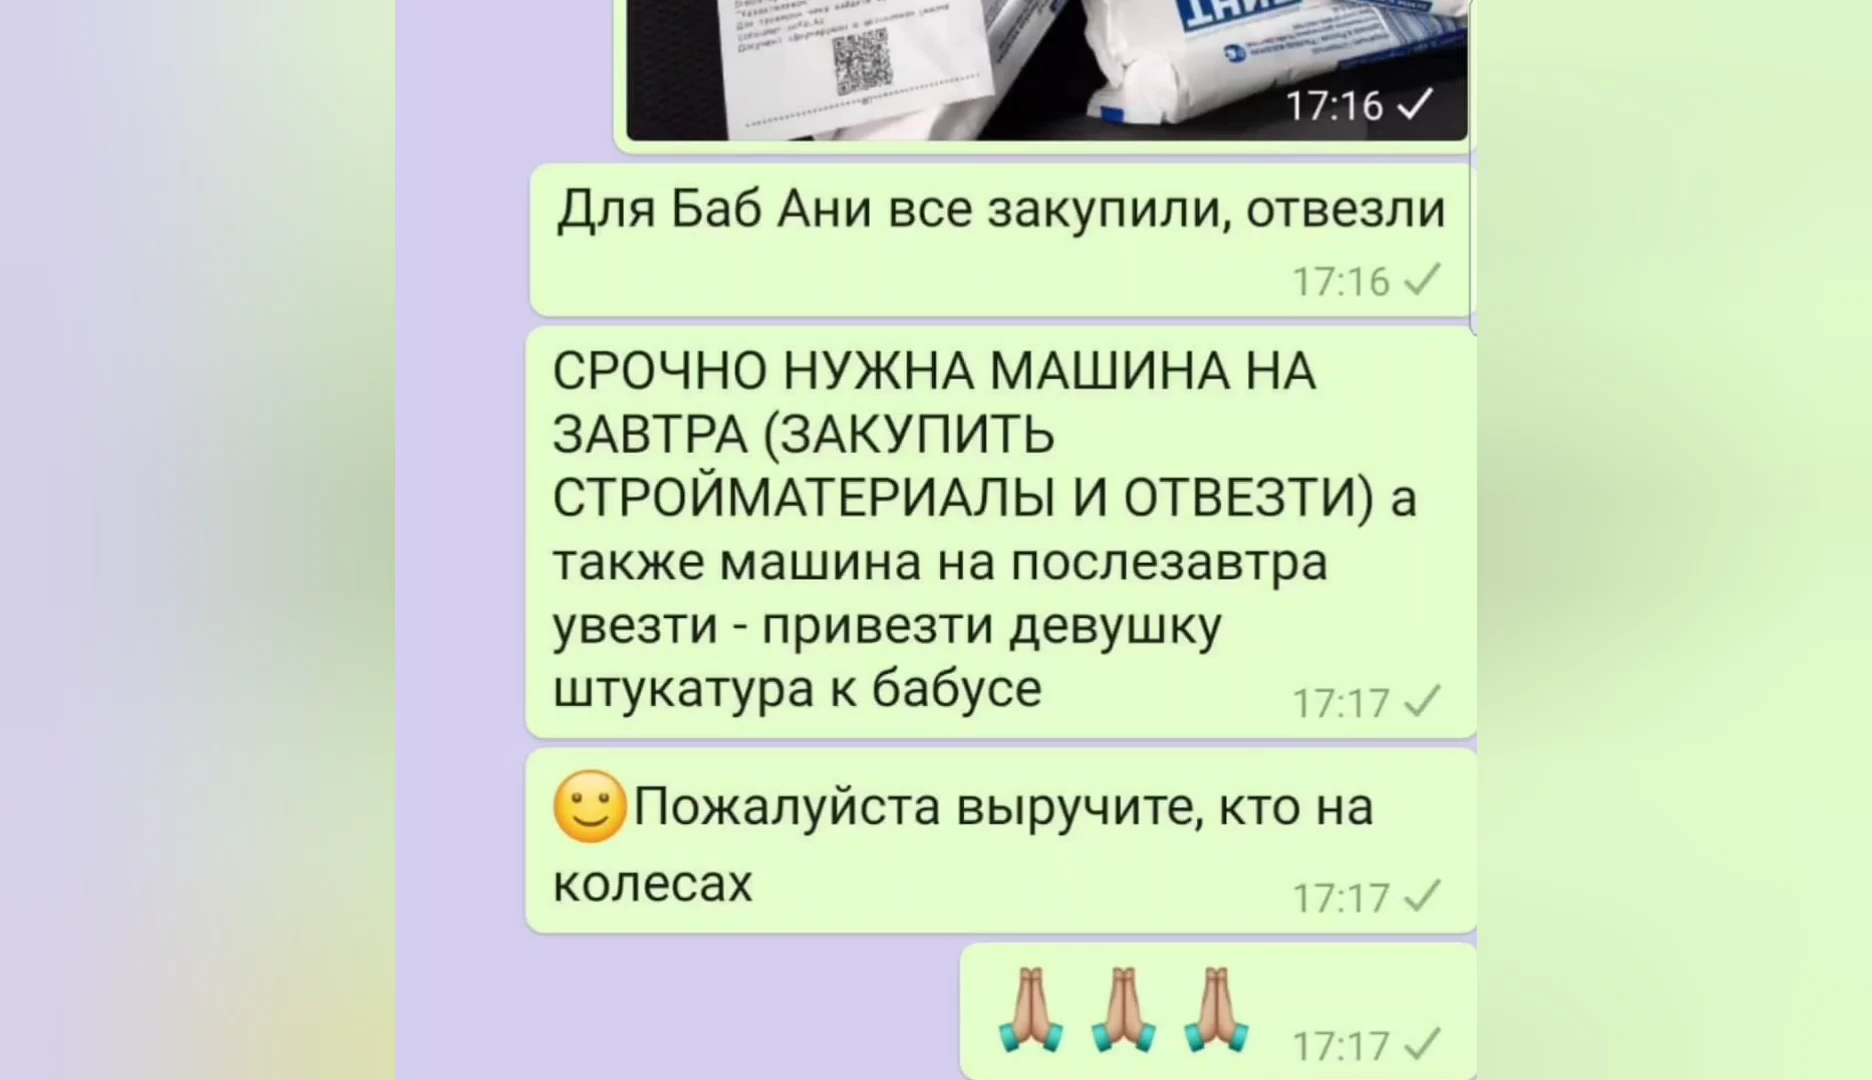 17:16
Для Баб Ани все закупили, отвезли
17:16
СРОЧНО НУЖНА МАШИНА НА
ЗАВТРА (ЗАКУПИТЬ
СТРОЙМАТЕРИАЛЫ И ОТВЕЗТИ) а
также машина на послезавтра
увезти - привезти девушку
штукатура к бабусе
17:17
Пожалуйста выручите, кто на
колесах
17:17
17:17